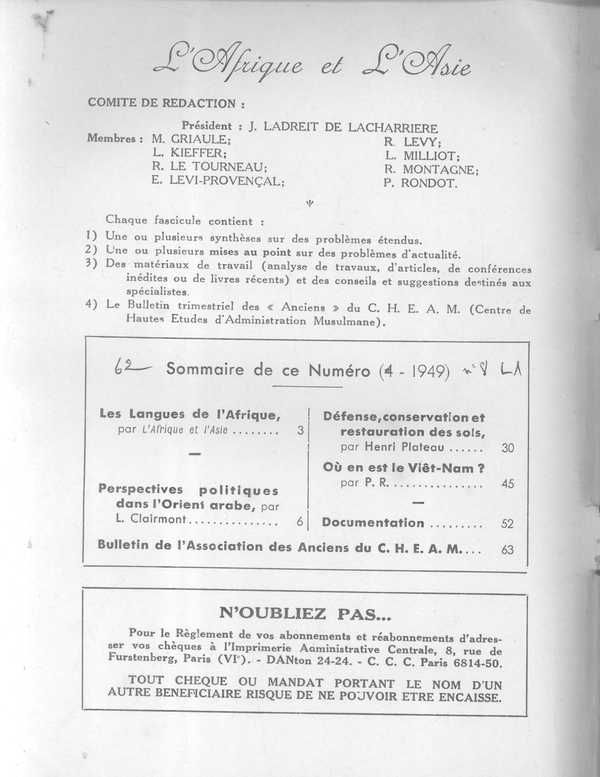 L'Afrique et L'Asie
COMITE DE REDACTION :
Président : J. LADREIT DE LACHARRIERE
Membres : M. GRIAULE; R. LEVY;
L. KIEFFER; L. MILLIOT;
R. LE TOURNEAU; R. MONTAGNE;
E. LEVI-PROVENÇAL; P. RONDOT.
Chaque fascicule contient :
1) Une ou plusieurs synthèses sur des problèmes étendus.
2) Une ou plusieurs mises au point sur des problèmes d'actualité.
3) Des matériaux de travail (analyse de travaux, d'articles, de conférences
inédites ou de livres récents) et des conseils et suggestions destinés aux
spécialistes.
4) Le Bulletin trimestriel des « Anciens » du C. H. E. A. M. (Centre de
Hautes Etudes d'Administration Musulmane).
62 Sommaire de ce Numéro (4 - 1949) n° 8 LA
Les Langues de l'Afrique,
par L'Afrique et l'Asie ........ 3
Perspectives politiques
dans l'Orient arabe, par
L. Clairmont............... 6
Défense, conservation et
restauration des sols,
par Henri Plateau ...... 30
Où en est le Viêt-Nam ?
par P. R................ 45
Documentation ......... 52
Bulletin de l'Association des Anciens du C. H. E. A. M.... 63
N'OUBLIEZ PAS...
Pour le Règlement de vos abonnements et réabonnements d'adres-
ser vos chèques à l'Imprimerie Administrative Centrale, 8, rue de
Furstenberg, Paris (VIᵉ). - DANton 24-24. - C. C. C. Paris 6814-50.
TOUT CHEQUE OU MANDAT PORTANT LE NOM D'UN
AUTRE BENEFICIAIRE RISQUE DE NE POUVOIR ETRE ENCAISSE.